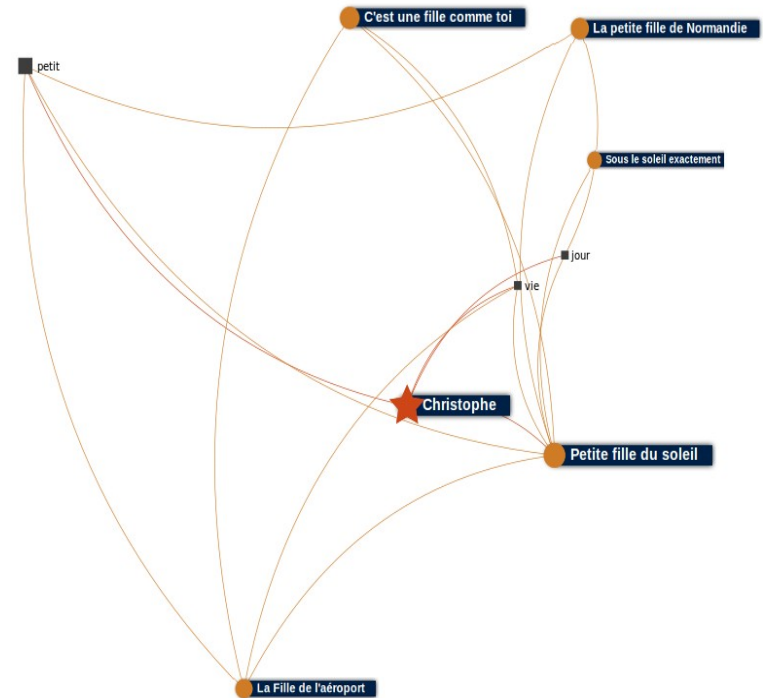 C'est une fille comme toi
La petite fille de Normandie
petit
Sous le soleil exactement
jour
vie
Christophe
Petite fille du soleil
La Fille de l'aéroport